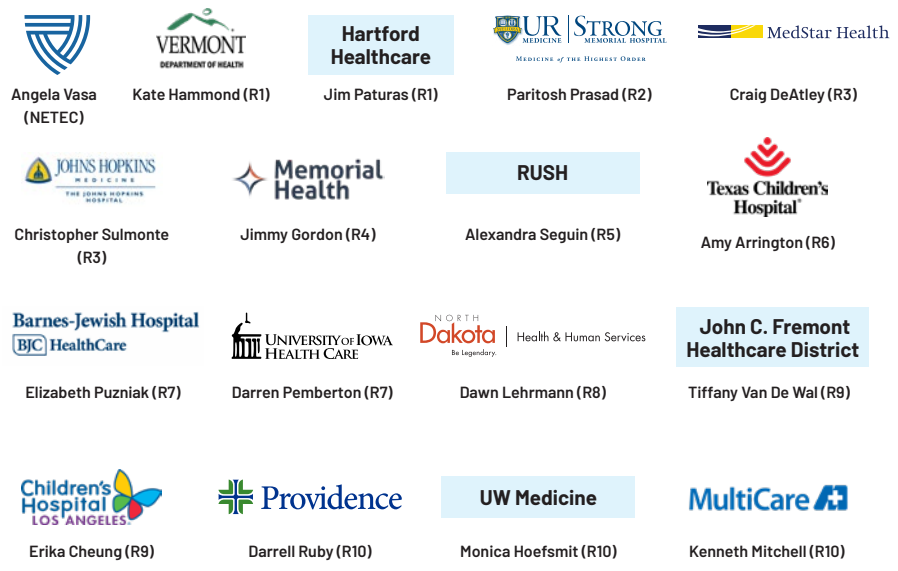 VERMONT
DEPARTMENT OF HEALTH
Hartford
Healthcare
UR STRONG
MEDICINE MEMORIAL HOSPITAL
MEDICINE of THE HIGHEST ORDER
MedStar Health
Angela Vasa
(NETEC)
Kate Hammond (R1)
Jim Paturas (R1)
Paritosh Prasad (R2)
Craig DeAtley (R3)
JOHNS HOPKINS
MEDICINE
THE JOHNS HOPKINS
HOSPITAL
Memorial
Health
RUSH
Texas Children's
Hospital®
Christopher Sulmonte
(R3)
Jimmy Gordon (R4)
Alexandra Seguin (R5)
Amy Arrington (R6)
Barnes-Jewish Hospital
BJC HealthCare
UNIVERSITY OF IOWA
HEALTH CARE
NORTH
Dakota
Be Legendary.
Health & Human Services
John C. Fremont
Healthcare District
Elizabeth Puzniak (R7)
Darren Pemberton (R7)
Dawn Lehrmann (R8)
Tiffany Van De Wal (R9)
Children's
Hospital
LOS ANGELES
Providence
UW Medicine
MultiCare
Erika Cheung (R9)
Darrell Ruby (R10)
Monica Hoefsmit (R10)
Kenneth Mitchell (R10)